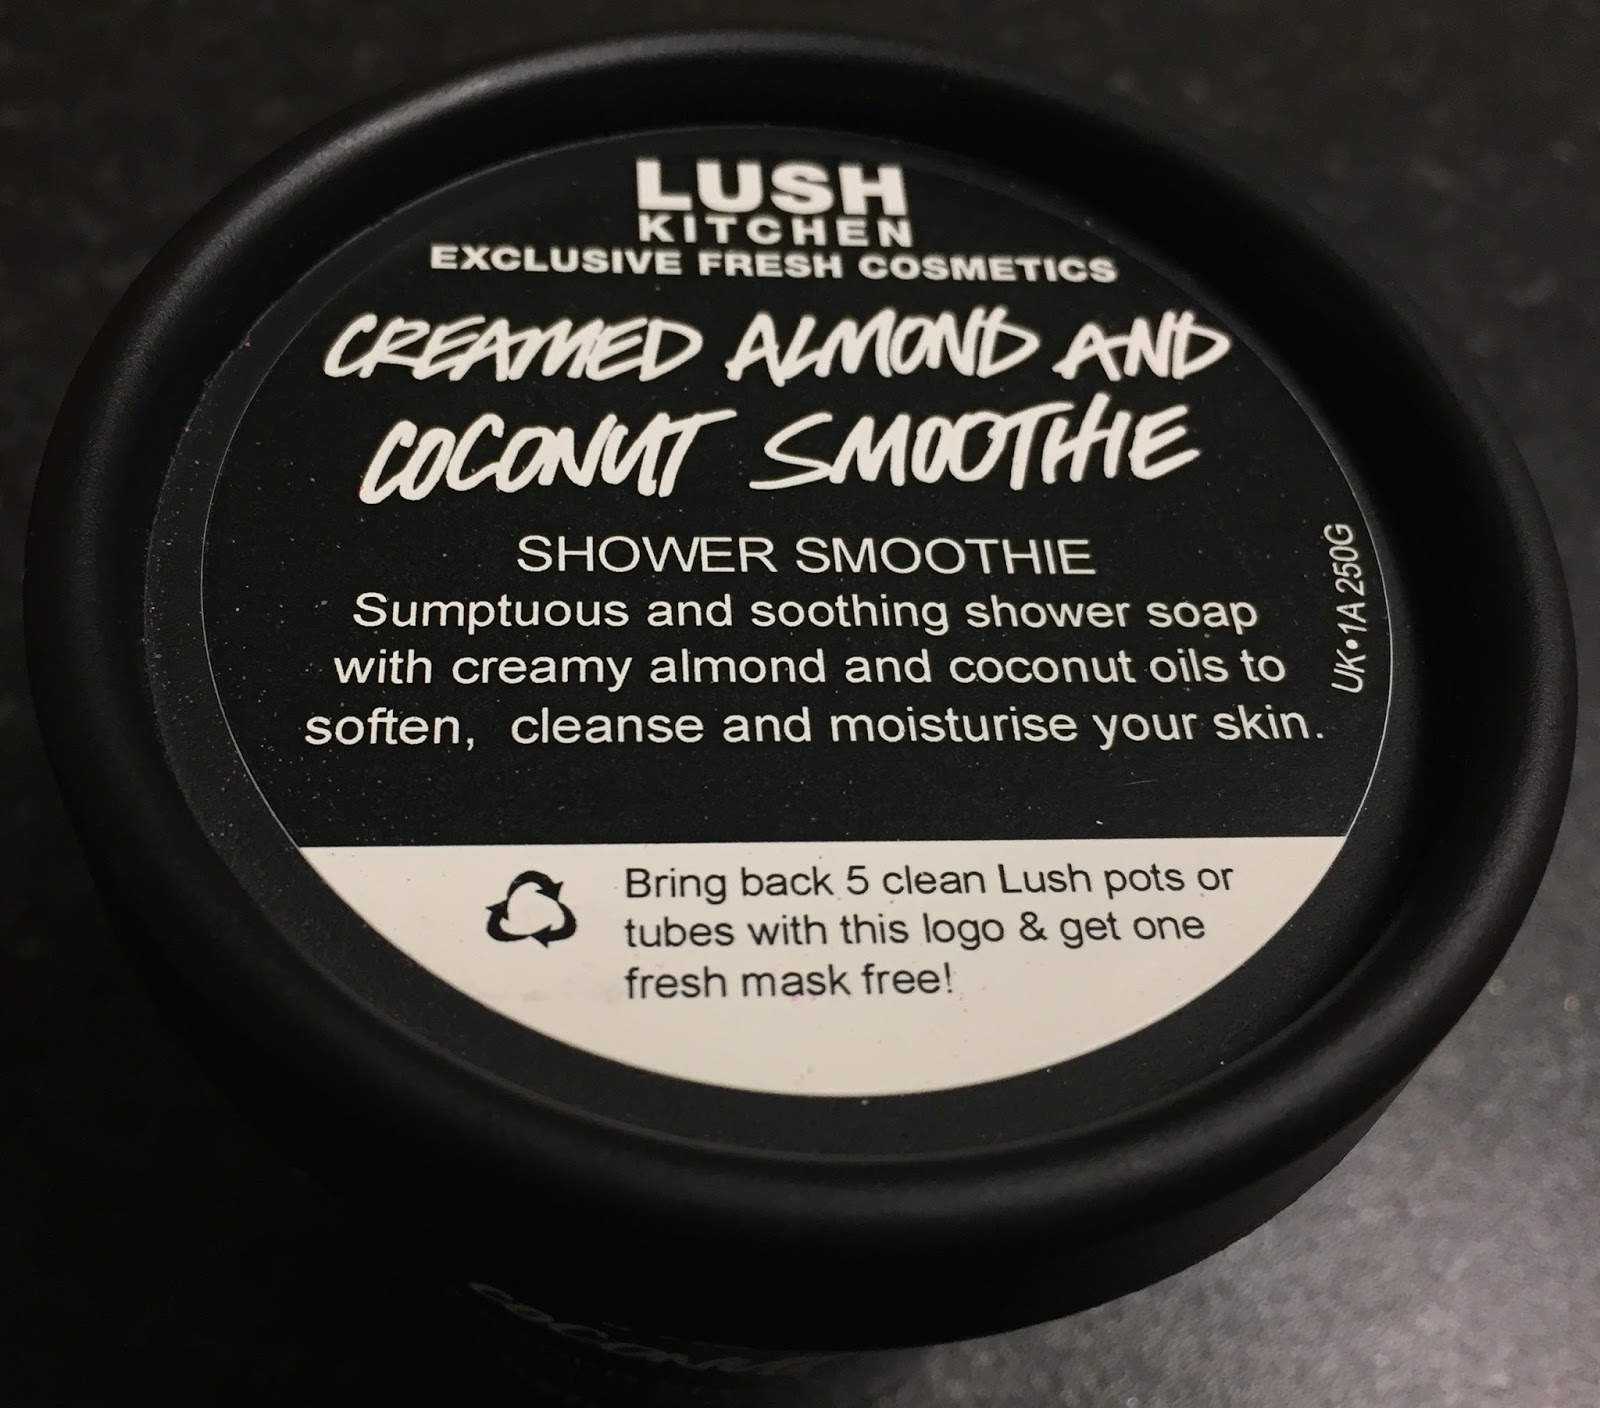 LUSH
KITCHEN
EXCLUSIVE FRESH COSMETICS
CREAMED ALMOND AND
COCONUT SMOOTHIE
SHOWER SMOOTHIE
Sumptuous and soothing shower soap
with creamy almond and coconut oils to
soften, cleanse and moisturise your skin.
UK•1A 250G
Bring back 5 clean Lush pots or
tubes with this logo & get one
fresh mask free!